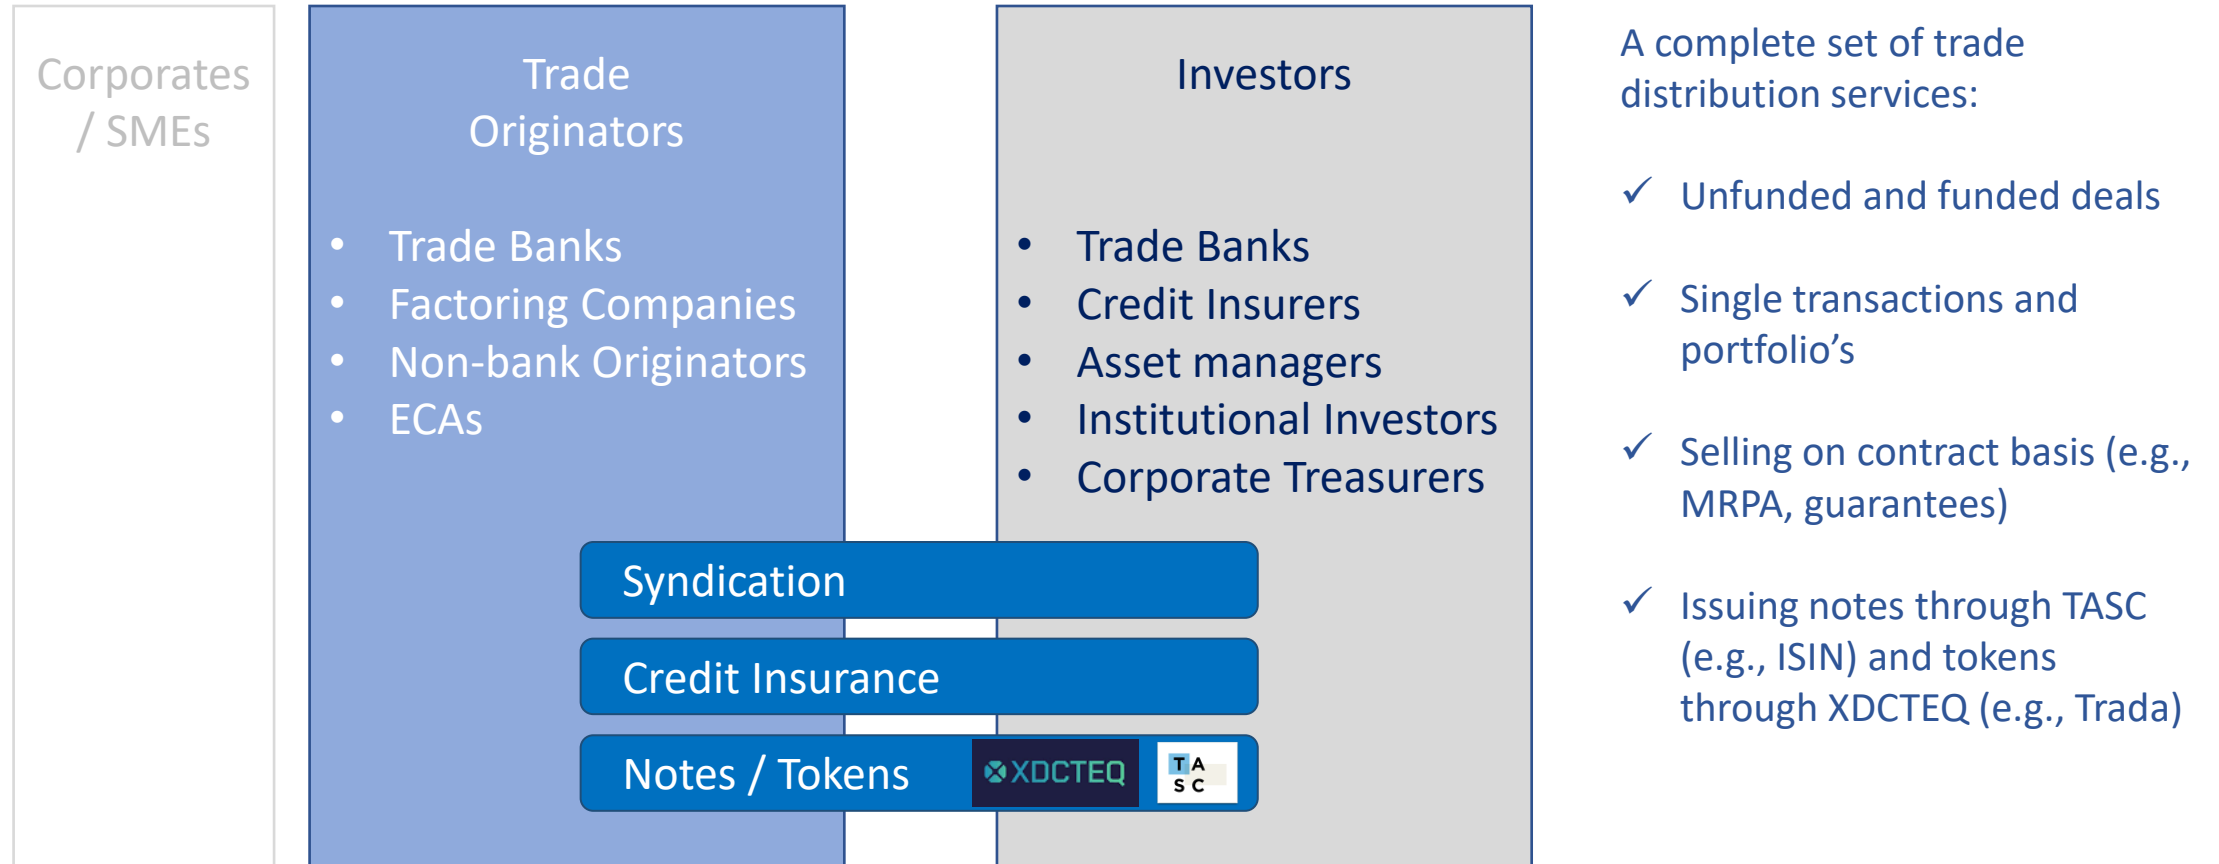 Corporates
/ SMEs
Trade
Originators
• Trade Banks
• Factoring Companies
• Non-bank Originators
• ECAs
Investors
• Trade Banks
• Credit Insurers
• Asset managers
• Institutional Investors
• Corporate Treasurers
Syndication
Credit Insurance
Notes / Tokens
XDCTEQ
TA
SC
A complete set of trade
distribution services:
✓ Unfunded and funded deals
✓ Single transactions and
portfolio’s
✓ Selling on contract basis (e.g.,
MRPA, guarantees)
✓ Issuing notes through TASC
(e.g., ISIN) and tokens
through XDCTEQ (e.g., Trada)